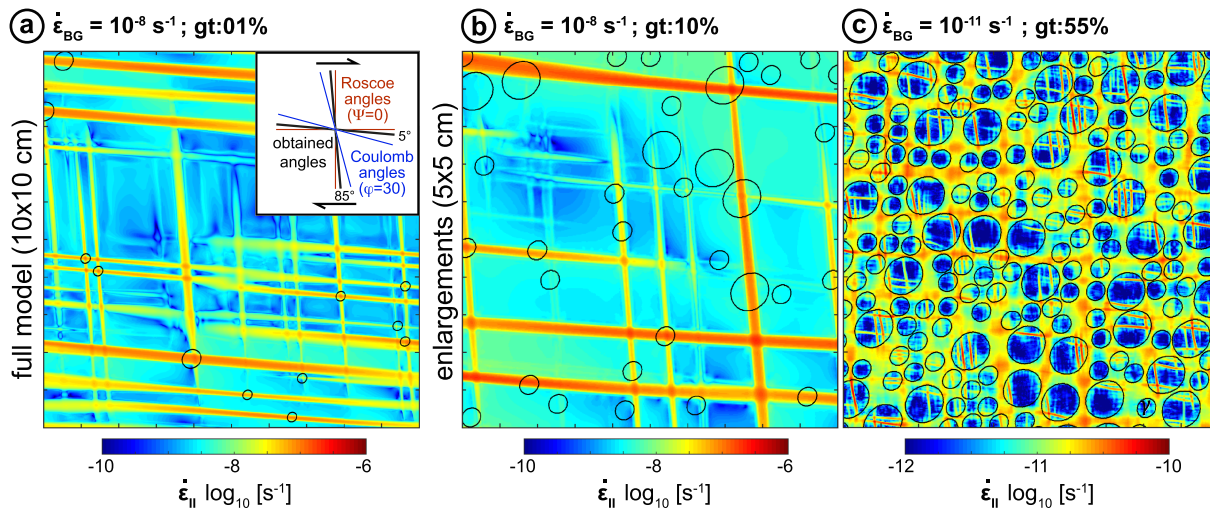 a ε̇BG = 10⁻⁸ s⁻¹ ; gt:01%
b ε̇BG = 10⁻⁸ s⁻¹ ; gt:10%
c ε̇BG = 10⁻¹¹ s⁻¹ ; gt:55%
full model (10x10 cm)
Roscoe
angles
(Ψ=0)
5°
obtained
angles
Coulomb
angles
(φ=30)
85°
enlargements (5x5 cm)
-10 -8 -6
ε̇II log₁₀ [s⁻¹]
-10 -8 -6
ε̇II log₁₀ [s⁻¹]
-12 -11 -10
ε̇II log₁₀ [s⁻¹]